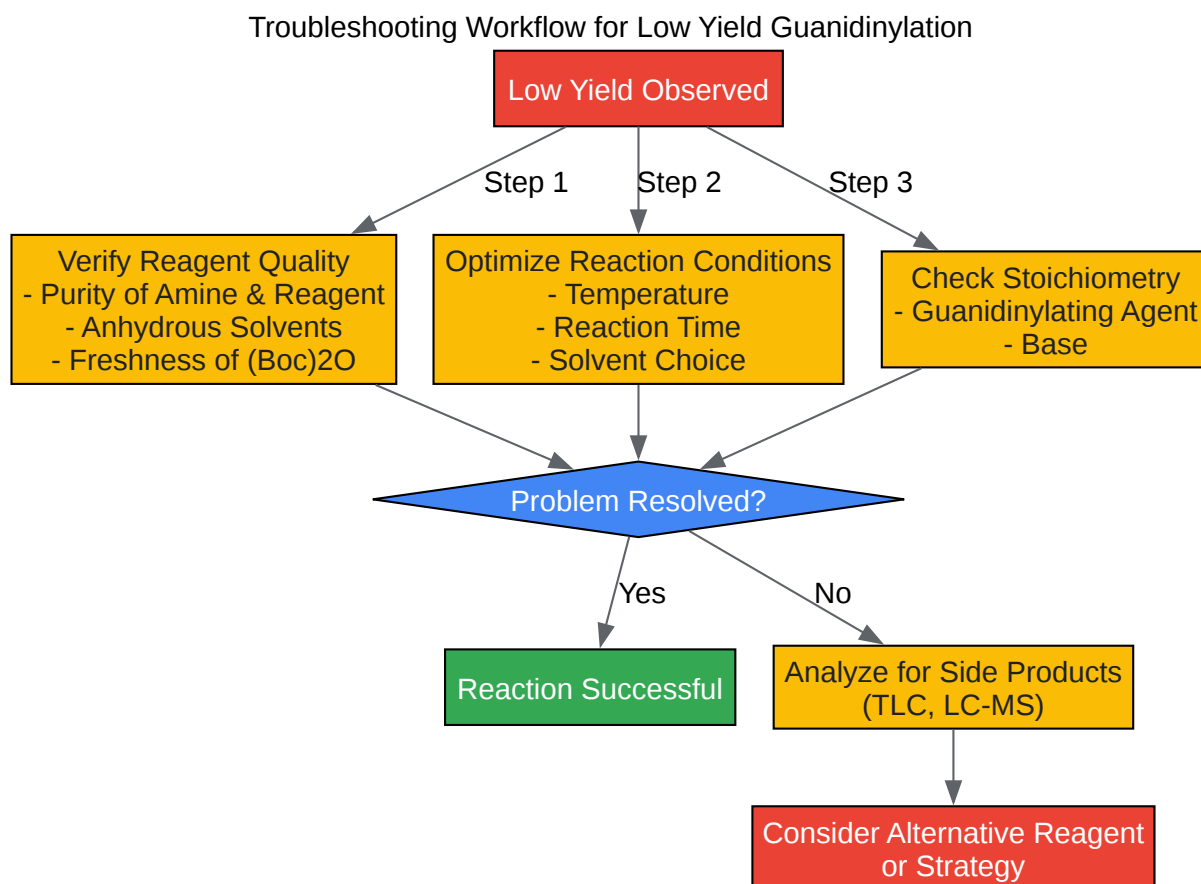 Troubleshooting Workflow for Low Yield Guanidinylation
Low Yield Observed
Step 1
Step 2
Step 3
Verify Reagent Quality
- Purity of Amine & Reagent
- Anhydrous Solvents
- Freshness of (Boc)2O
Optimize Reaction Conditions
- Temperature
- Reaction Time
- Solvent Choice
Check Stoichiometry
- Guanidinylating Agent
- Base
Problem Resolved?
Yes
No
Reaction Successful
Analyze for Side Products
(TLC, LC-MS)
Consider Alternative Reagent
or Strategy